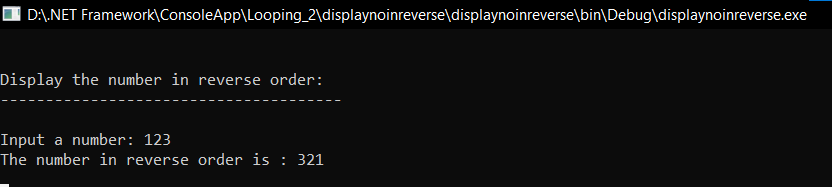 D:\.NET Framework\ConsoleApp\Looping_2\displaynoinreverse\displaynoinreverse\bin\Debug\displaynoinreverse.exe
Display the number in reverse order:
--------------------------------------
Input a number: 123
The number in reverse order is : 321